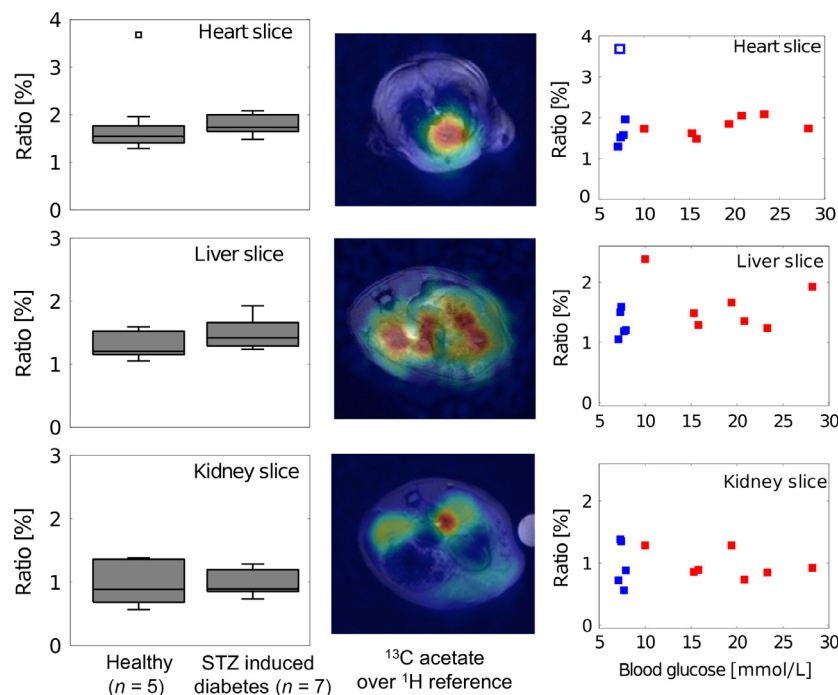 4
3
2
1
0
Ratio [%]
Heart slice
4
3
2
1
0
Ratio [%]
Heart slice
5
10
15
20
25
30
3
2
1
0
Ratio [%]
Liver slice
2
1
0
Ratio [%]
Liver slice
5
10
15
20
25
30
3
2
1
0
Ratio [%]
Kidney slice
2
1
0
Ratio [%]
Kidney slice
5
10
15
20
25
30
Healthy
(n = 5)
STZ induced
diabetes (n = 7)
¹³C acetate
over ¹H reference
Blood glucose [mmol/L]